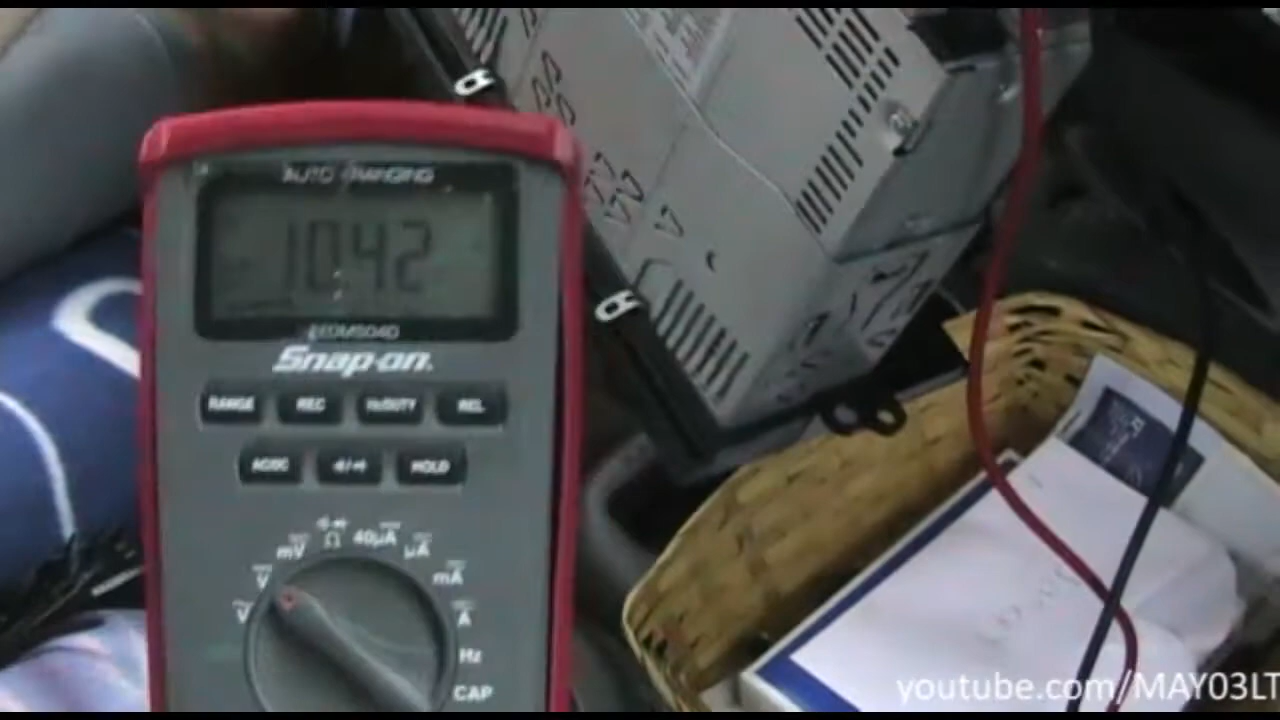 AUTO RANGING
10.42
EEDM504D
Snap-on
RANGE REC Hz/DUTY REL
AC/DC HOLD
mV Ω 40µA µA
V mA
V A
Hz
CAP
youtube.com/MAY03LT